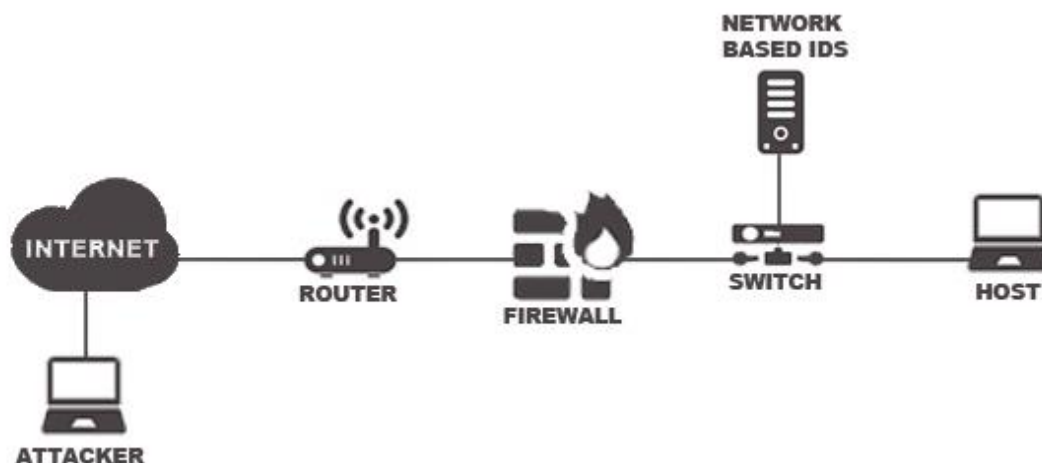 NETWORK
BASED IDS
INTERNET
ROUTER
FIREWALL
SWITCH
HOST
ATTACKER